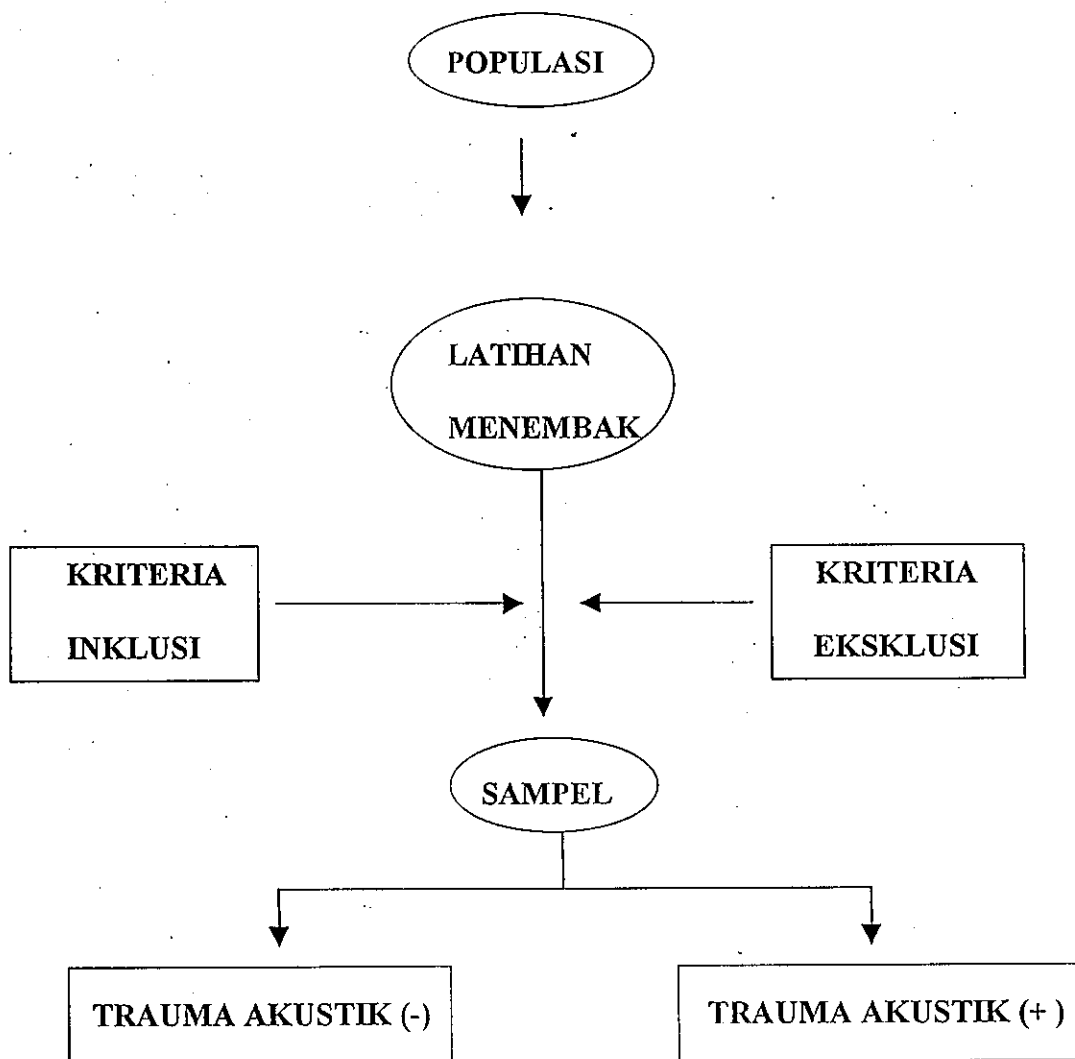 POPULASI
LATIHAN
MENEMBAK
KRITERIA
INKLUSI
KRITERIA
EKSKLUSI
SAMPEL
TRAUMA AKUSTIK (-)
TRAUMA AKUSTIK (+ )